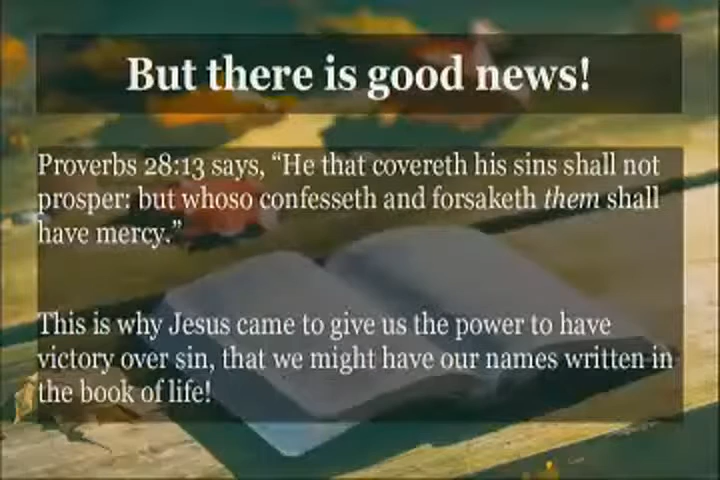 But there is good news!
Proverbs 28:13 says, “He that covereth his sins shall not
prosper: but whoso confesseth and forsaketh them shall
have mercy.”
This is why Jesus came to give us the power to have
victory over sin, that we might have our names written in
the book of life!